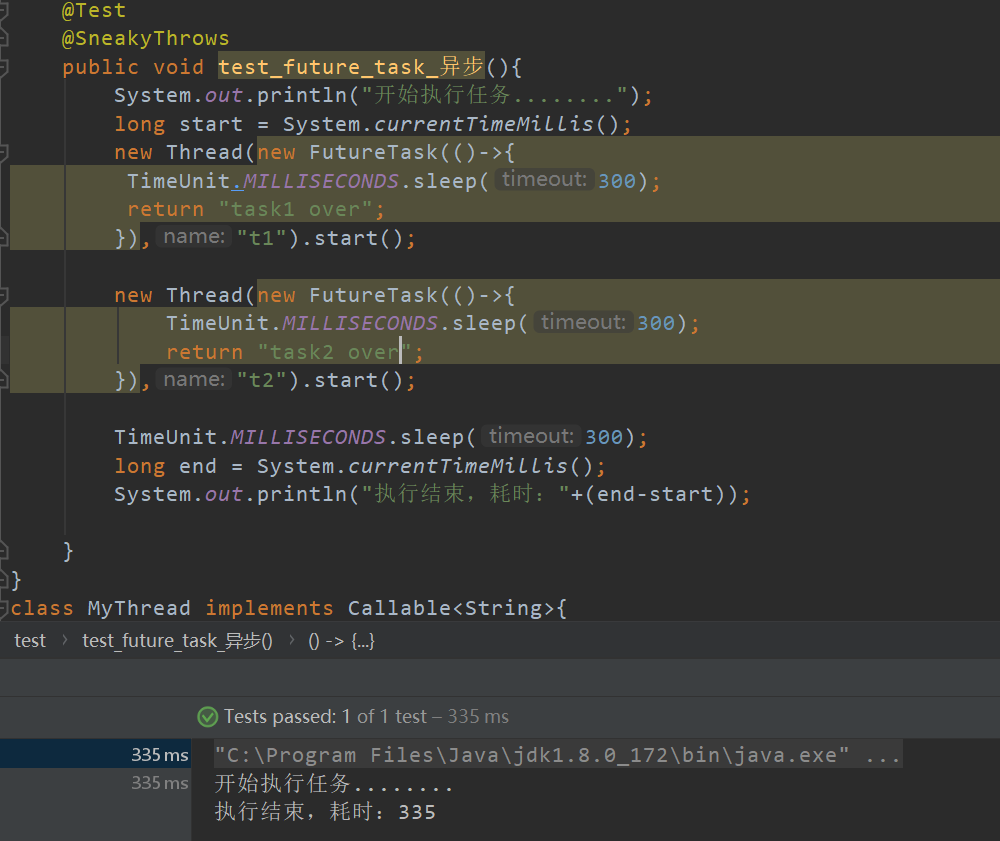 @Test
@SneakyThrows
public void test_future_task_异步(){
System.out.println("开始执行任务........");
long start = System.currentTimeMillis();
new Thread(new FutureTask(()->{
TimeUnit.MILLISECONDS.sleep( timeout: 300);
return "task1 over";
}), name: "t1").start();
new Thread(new FutureTask(()->{
TimeUnit.MILLISECONDS.sleep( timeout: 300);
return "task2 over";
}), name: "t2").start();
TimeUnit.MILLISECONDS.sleep( timeout: 300);
long end = System.currentTimeMillis();
System.out.println("执行结束，耗时："+(end-start));
}
}
class MyThread implements Callable<String>{
test › test_future_task_异步() › () -> {...}
Tests passed: 1 of 1 test – 335 ms
335 ms "C:\Program Files\Java\jdk1.8.0_172\bin\java.exe" ...
335 ms 开始执行任务........
执行结束，耗时：335